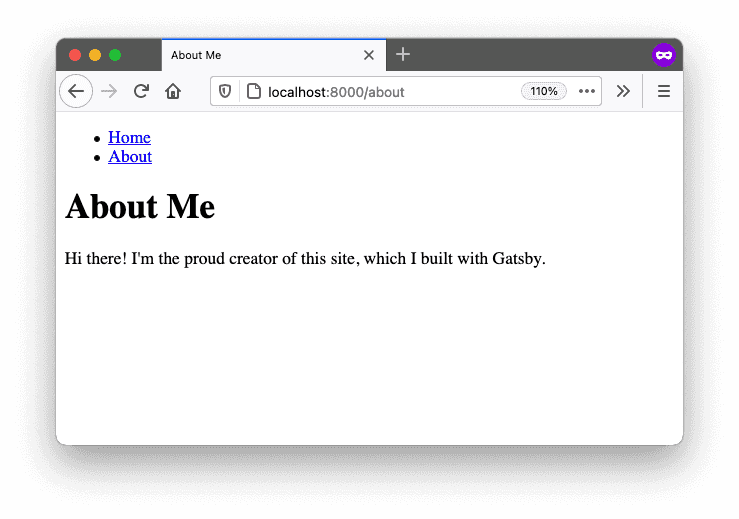 About Me
localhost:8000/about
110%
Home
About
About Me
Hi there! I'm the proud creator of this site, which I built with Gatsby.